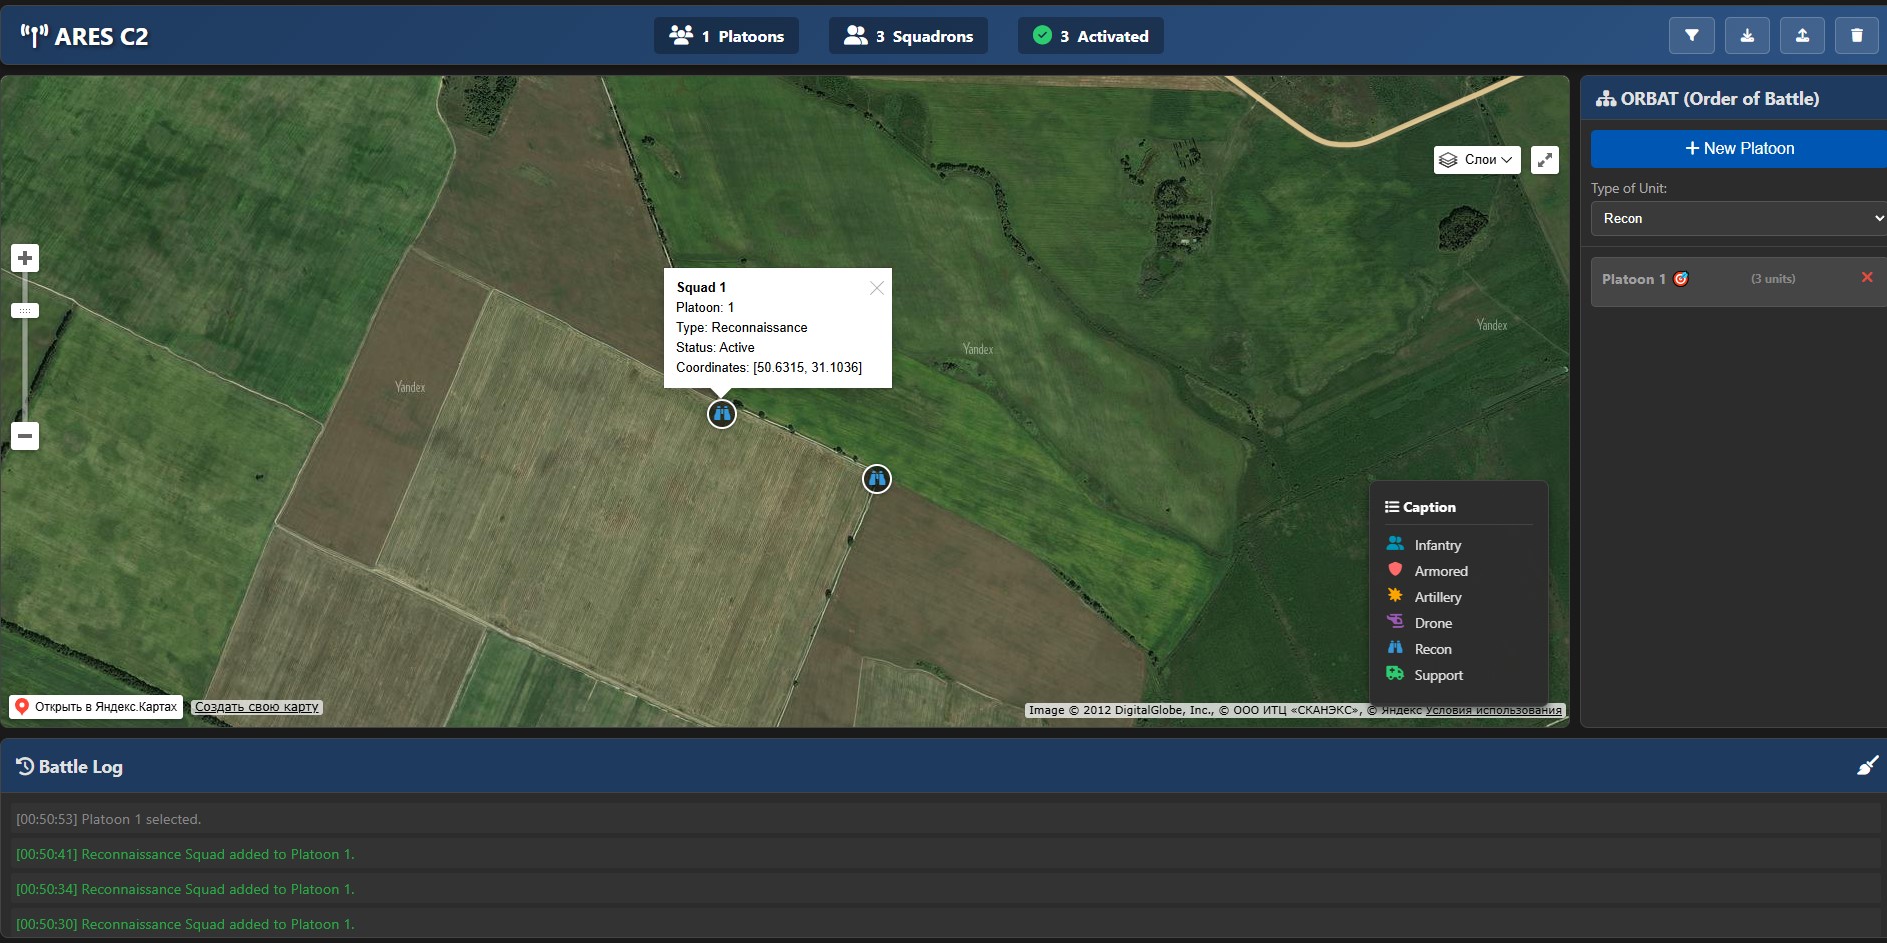 ARES C2
1 Platoons
3 Squadrons
3 Activated
ORBAT (Order of Battle)
+ New Platoon
Type of Unit:
Recon
Platoon 1
(3 units)
Слои
Squad 1
Platoon: 1
Type: Reconnaissance
Status: Active
Coordinates: [50.6315, 31.1036]
Yandex
Yandex
Yandex
Caption
Infantry
Armored
Artillery
Drone
Recon
Support
Открыть в Яндекс.Картах
Создать свою карту
Image © 2012 DigitalGlobe, Inc., © ООО ИТЦ «СКАНЭКС», © Яндекс Условия использования
Battle Log
[00:50:53] Platoon 1 selected.
[00:50:41] Reconnaissance Squad added to Platoon 1.
[00:50:34] Reconnaissance Squad added to Platoon 1.
[00:50:30] Reconnaissance Squad added to Platoon 1.